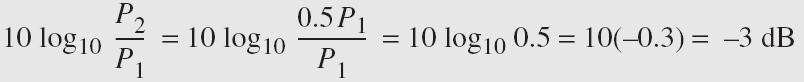 10 log₁₀ P₂/P₁ = 10 log₁₀ 0.5P₁/P₁ = 10 log₁₀ 0.5 = 10(–0.3) = –3 dB